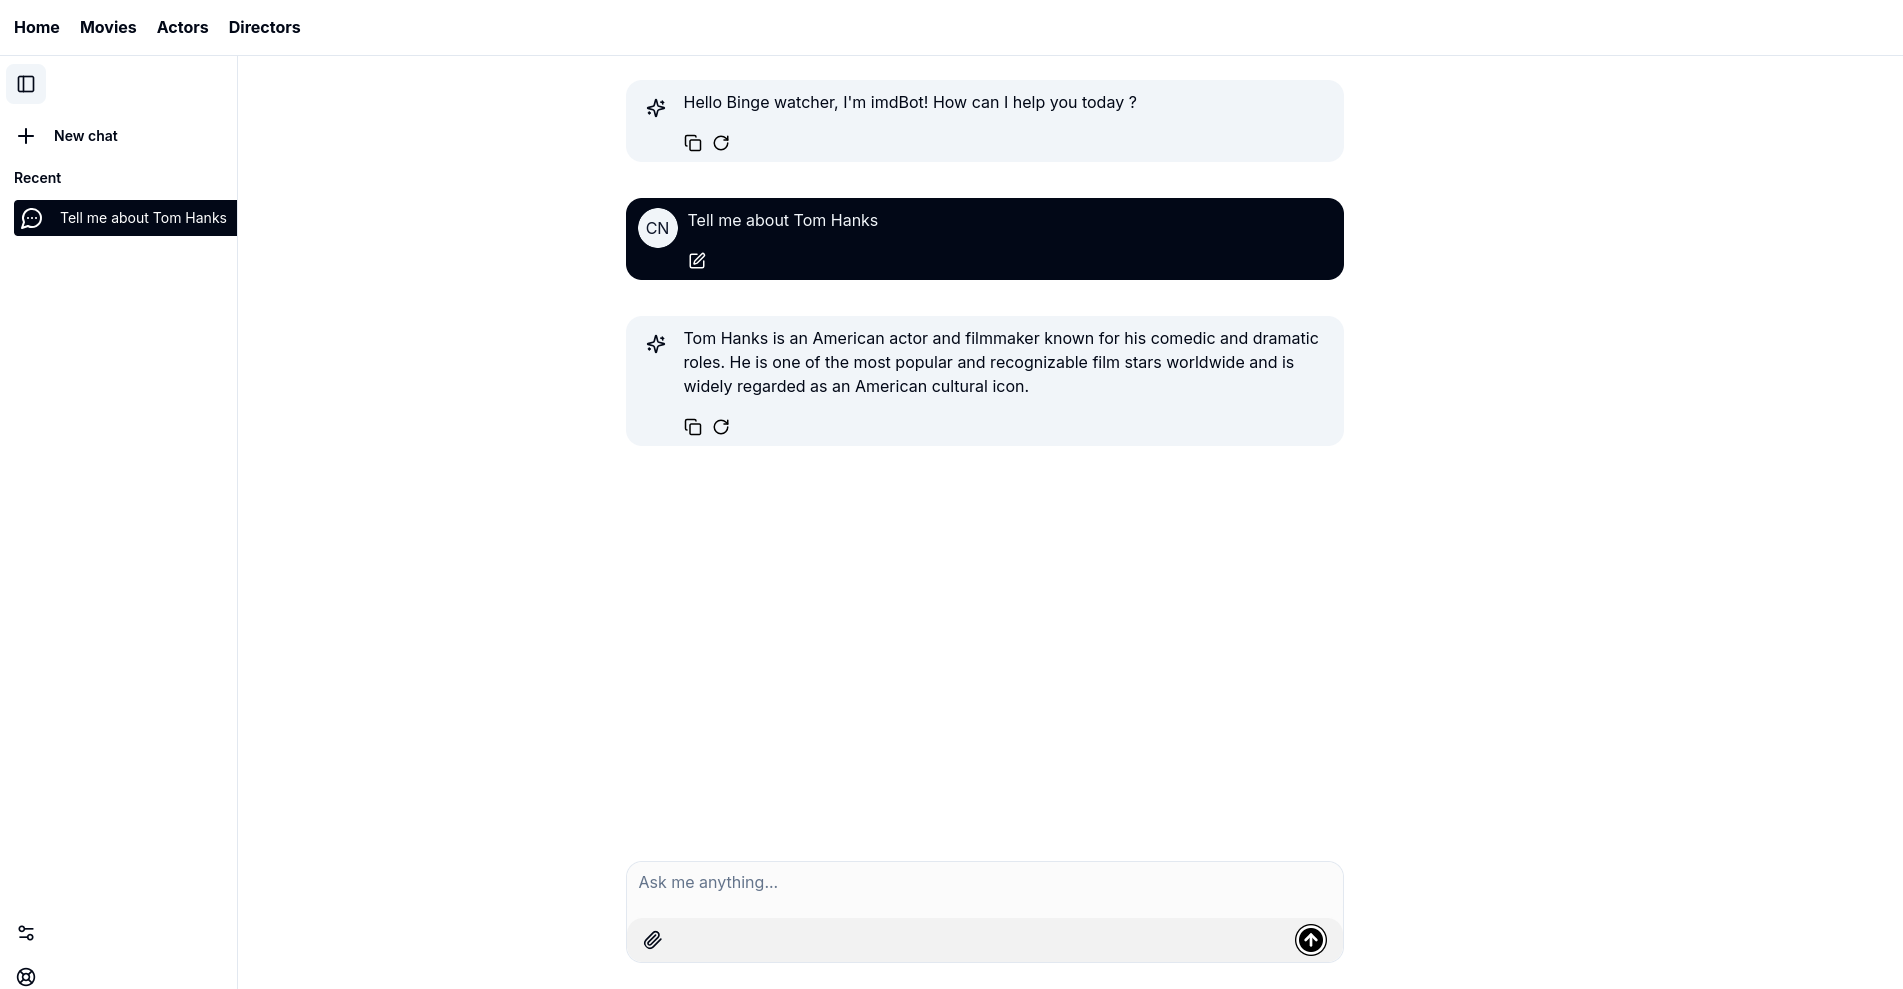 Home Movies Actors Directors
New chat
Recent
Tell me about Tom Hanks
Hello Binge watcher, I'm imdBot! How can I help you today ?
CN
Tell me about Tom Hanks
Tom Hanks is an American actor and filmmaker known for his comedic and dramatic
roles. He is one of the most popular and recognizable film stars worldwide and is
widely regarded as an American cultural icon.
Ask me anything...